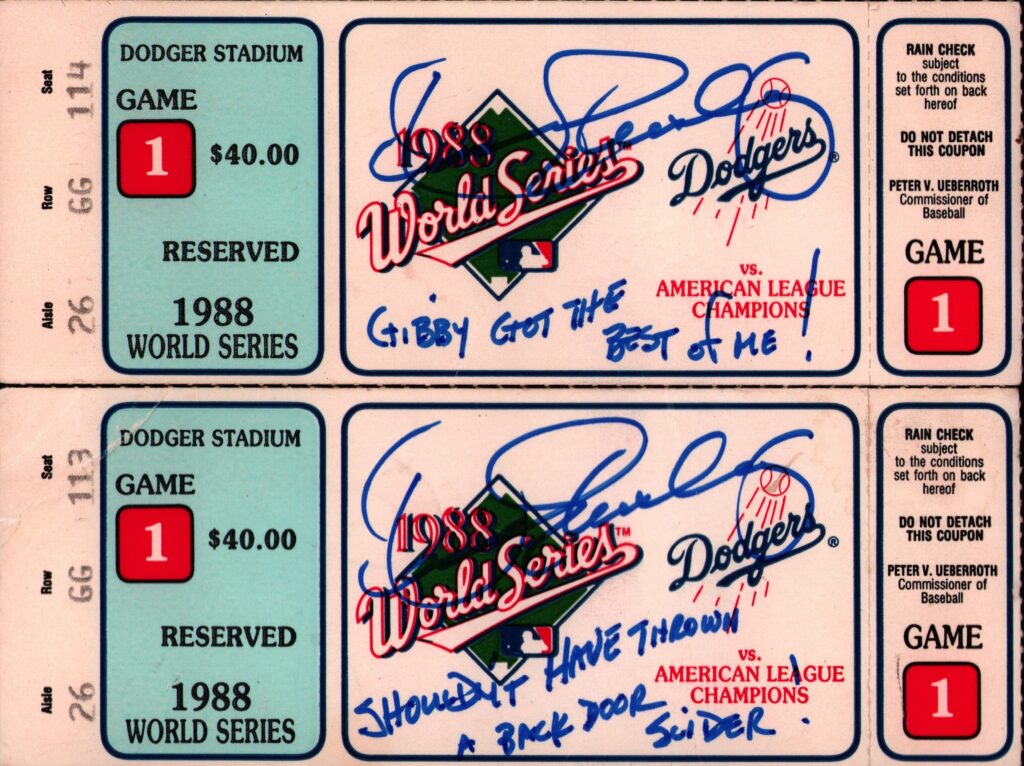 Seat 114
Row GG
Aisle 26
DODGER STADIUM
GAME
1
$40.00
RESERVED
1988
WORLD SERIES
1988
World Series™
Dodgers®
vs.
AMERICAN LEAGUE
CHAMPIONS
GIBBY GOT THE
BEST OF ME!
RAIN CHECK
subject
to the conditions
set forth on back
hereof
DO NOT DETACH
THIS COUPON
PETER V. UEBERROTH
Commissioner of
Baseball
GAME
1
Seat 113
Row GG
Aisle 26
DODGER STADIUM
GAME
1
$40.00
RESERVED
1988
WORLD SERIES
1988
World Series™
Dodgers®
vs.
AMERICAN LEAGUE
CHAMPIONS
SHOULDN'T HAVE THROWN
A BACK DOOR SLIDER!
RAIN CHECK
subject
to the conditions
set forth on back
hereof
DO NOT DETACH
THIS COUPON
PETER V. UEBERROTH
Commissioner of
Baseball
GAME
1